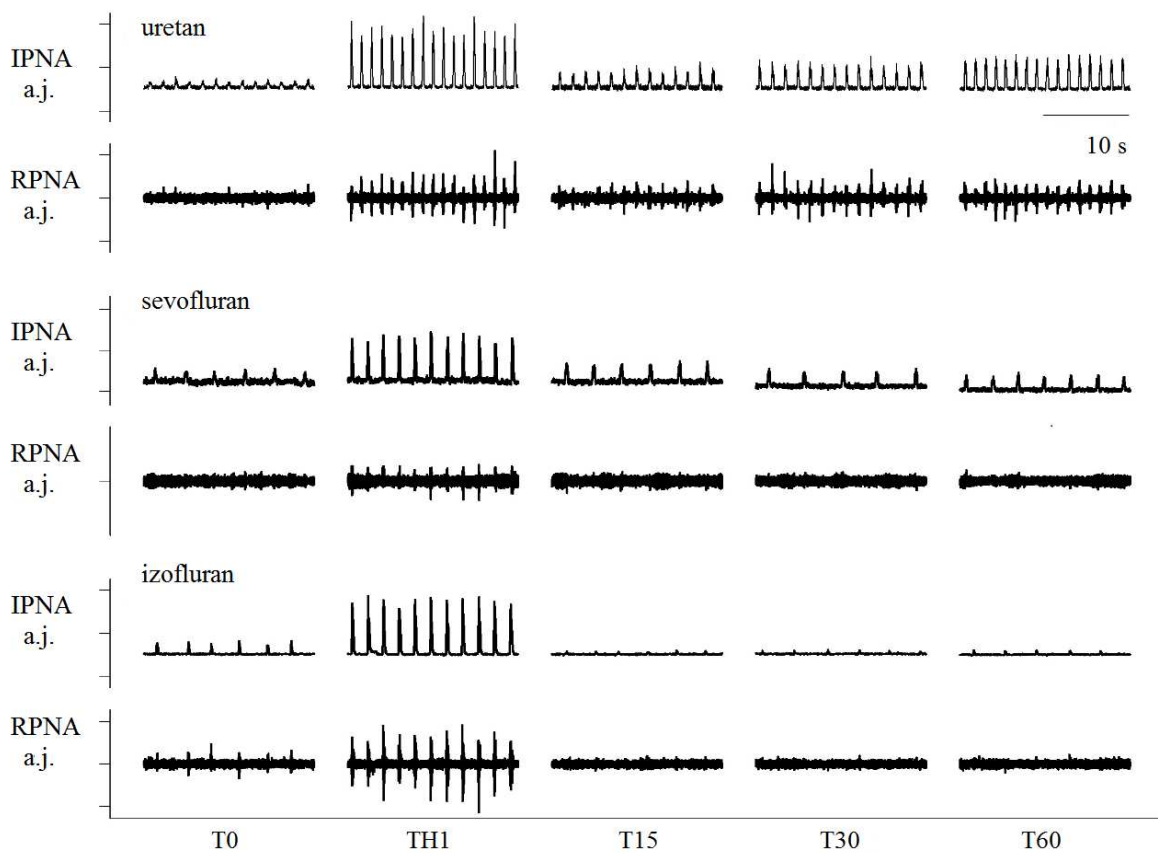 uretan
IPNA
a.j.
10 s
RPNA
a.j.
sevofluran
IPNA
a.j.
RPNA
a.j.
izofluran
IPNA
a.j.
RPNA
a.j.
T0 TH1 T15 T30 T60